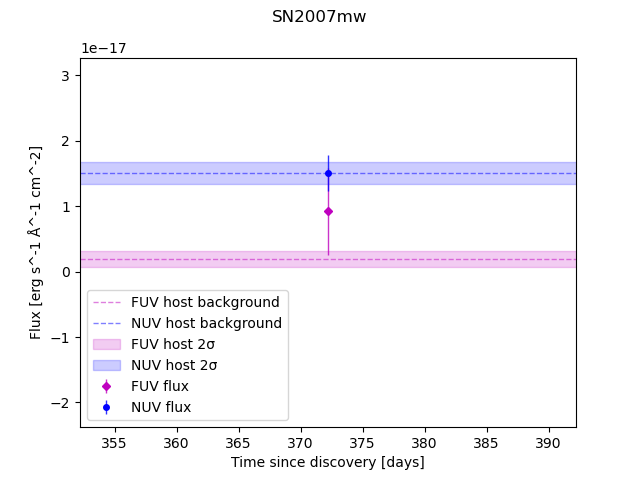 SN2007mw
1e−17
3
2
1
0
−1
−2
Flux [erg s^-1 Å^-1 cm^-2]
FUV host background
NUV host background
FUV host 2σ
NUV host 2σ
FUV flux
NUV flux
355 360 365 370 375 380 385 390
Time since discovery [days]